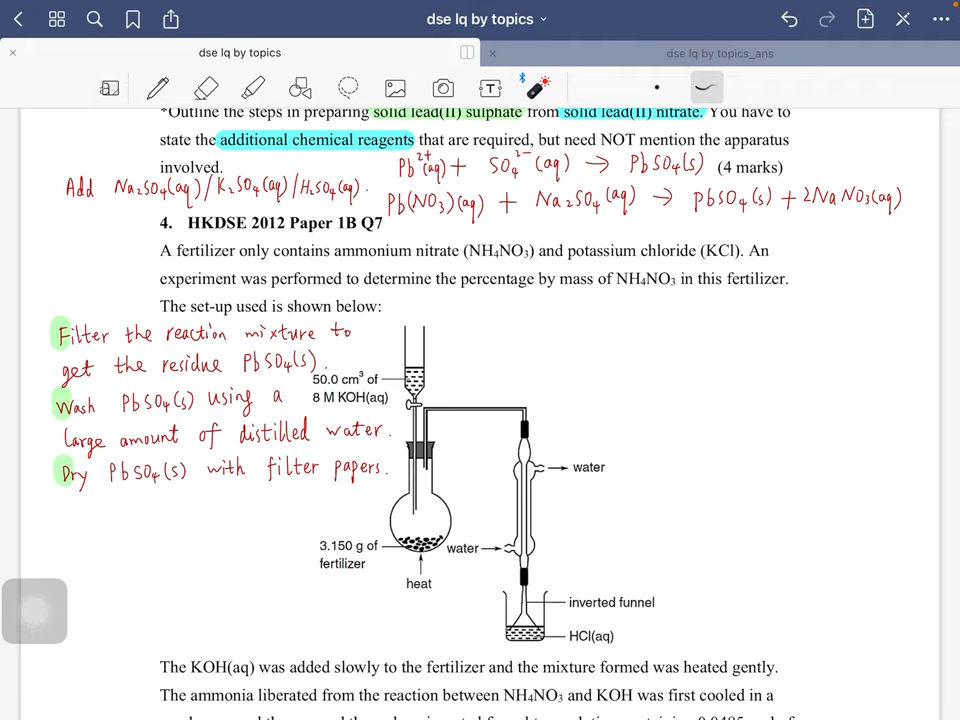 dse lq by topics
dse lq by topics
dse lq by topics_ans
*Outline the steps in preparing solid lead(II) sulphate from solid lead(II) nitrate. You have to
state the additional chemical reagents that are required, but need NOT mention the apparatus
involved.
Pb²⁺(aq) + SO₄²⁻(aq) → PbSO₄(s)
(4 marks)
Add Na₂SO₄(aq)/K₂SO₄(aq)/H₂SO₄(aq).
Pb(NO₃)(aq) + Na₂SO₄(aq) → PbSO₄(s) + 2NaNO₃(aq)
4. HKDSE 2012 Paper 1B Q7
A fertilizer only contains ammonium nitrate (NH₄NO₃) and potassium chloride (KCl). An
experiment was performed to determine the percentage by mass of NH₄NO₃ in this fertilizer.
The set-up used is shown below:
Filter the reaction mixture to
get the residue PbSO₄(s).
Wash PbSO₄(s) using a
large amount of distilled water.
Dry PbSO₄(s) with filter papers.
50.0 cm³ of
8 M KOH(aq)
water
3.150 g of
fertilizer
water
heat
inverted funnel
HCl(aq)
The KOH(aq) was added slowly to the fertilizer and the mixture formed was heated gently.
The ammonia liberated from the reaction between NH₄NO₃ and KOH was first cooled in a